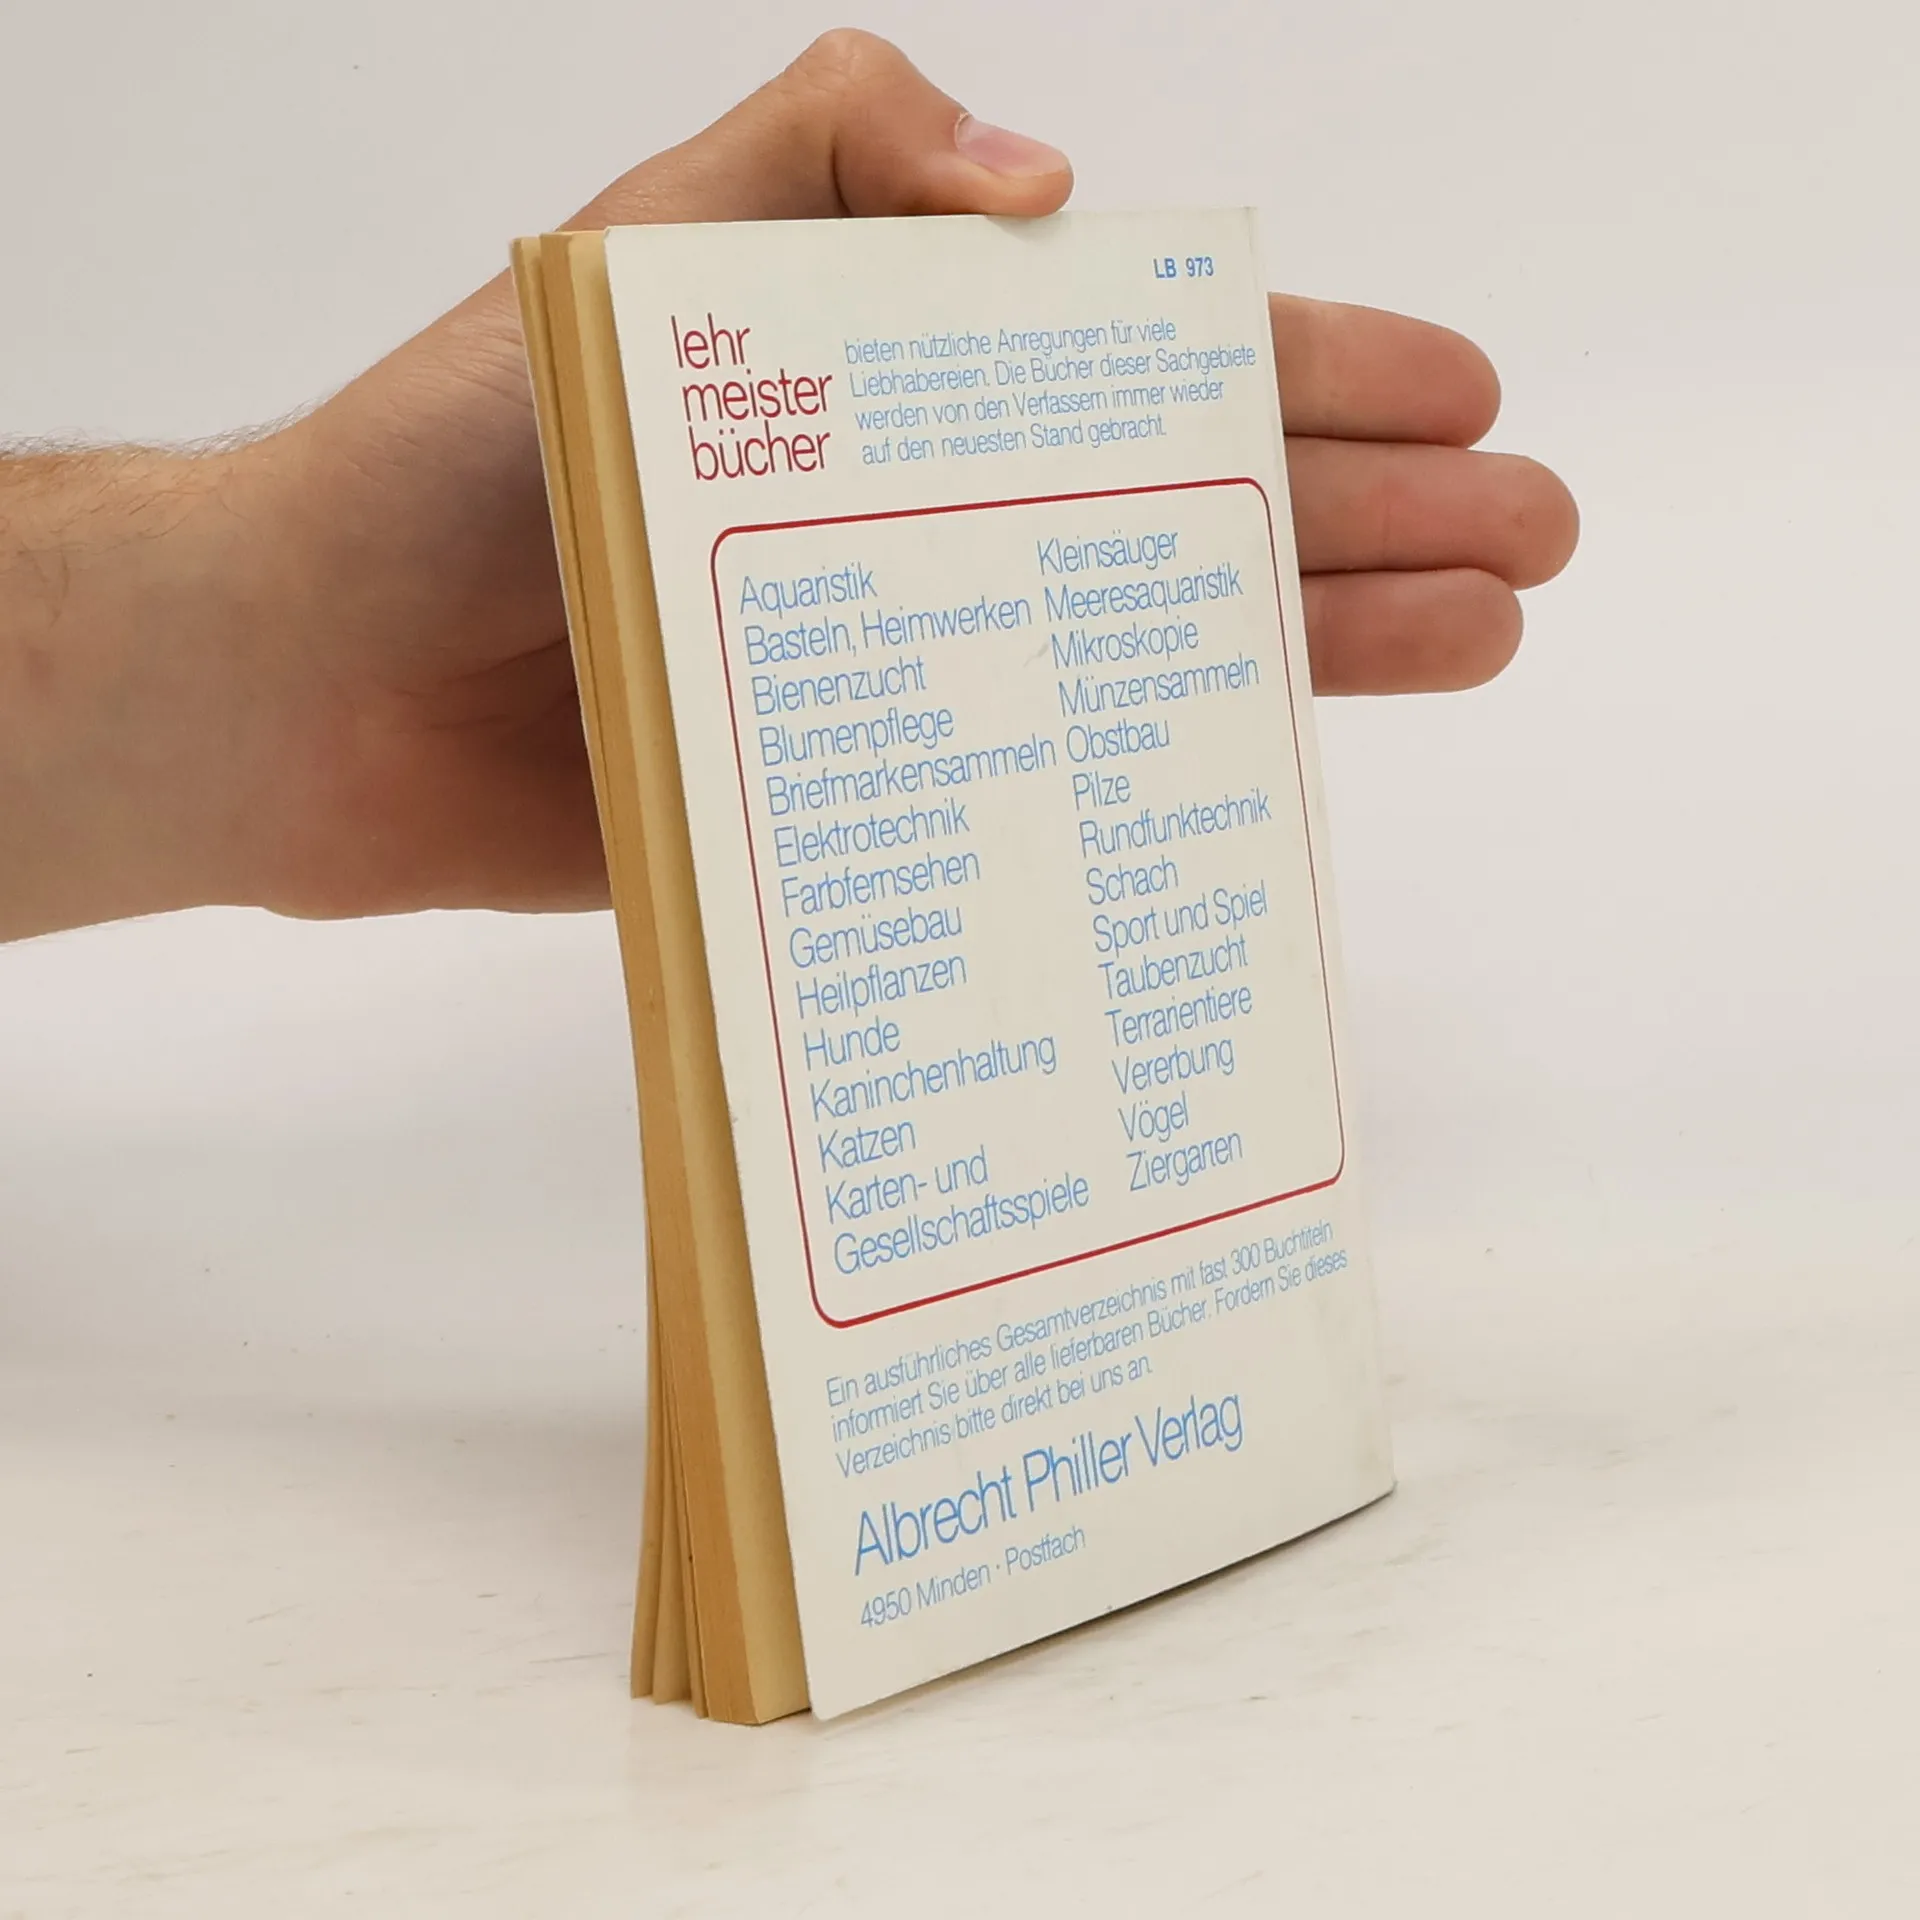 LB 973
lehr
meister
bücher
bieten nützliche Anregungen für viele
Liebhabereien. Die Bücher dieser Sachgebiete
werden von den Verfassern immer wieder
auf den neuesten Stand gebracht.
Aquaristik
Basteln, Heimwerken
Bienenzucht
Blumenpflege
Briefmarkensammeln
Elektrotechnik
Farbfernsehen
Gemüsebau
Heilpflanzen
Hunde
Kaninchenhaltung
Katzen
Karten- und
Gesellschaftsspiele
Kleinsäuger
Meeresaquaristik
Mikroskopie
Münzensammeln
Obstbau
Pilze
Rundfunktechnik
Schach
Sport und Spiel
Taubenzucht
Terrarientiere
Vererbung
Vögel
Ziergarten
Ein ausführliches Gesamtverzeichnis mit fast 300 Buchtiteln
informiert Sie über alle lieferbaren Bücher. Fordern Sie dieses
Verzeichnis bitte direkt bei uns an.
Albrecht Philler Verlag
4950 Minden · Postfach